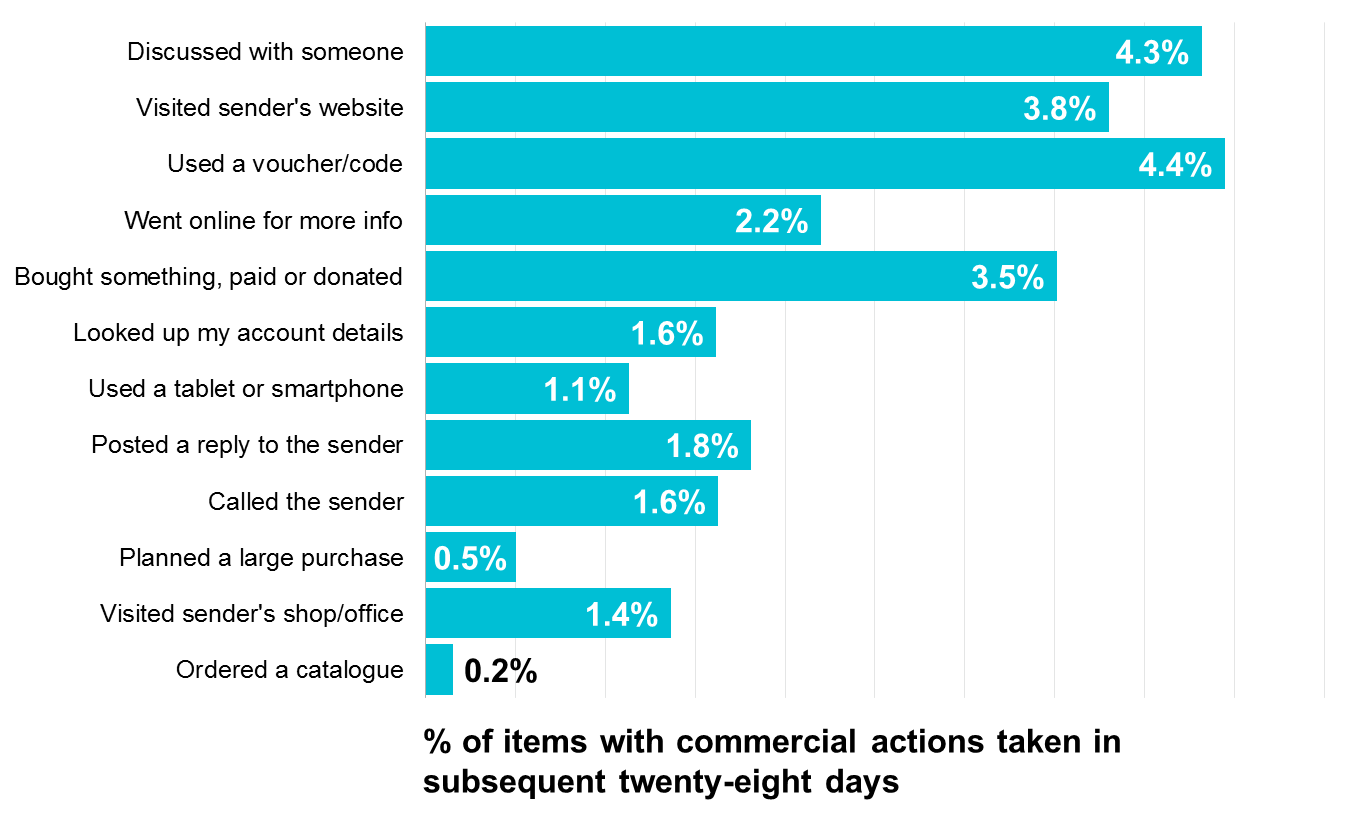 Discussed with someone 4.3%
Visited sender's website 3.8%
Used a voucher/code 4.4%
Went online for more info 2.2%
Bought something, paid or donated 3.5%
Looked up my account details 1.6%
Used a tablet or smartphone 1.1%
Posted a reply to the sender 1.8%
Called the sender 1.6%
Planned a large purchase 0.5%
Visited sender's shop/office 1.4%
Ordered a catalogue 0.2%
% of items with commercial actions taken in
subsequent twenty-eight days